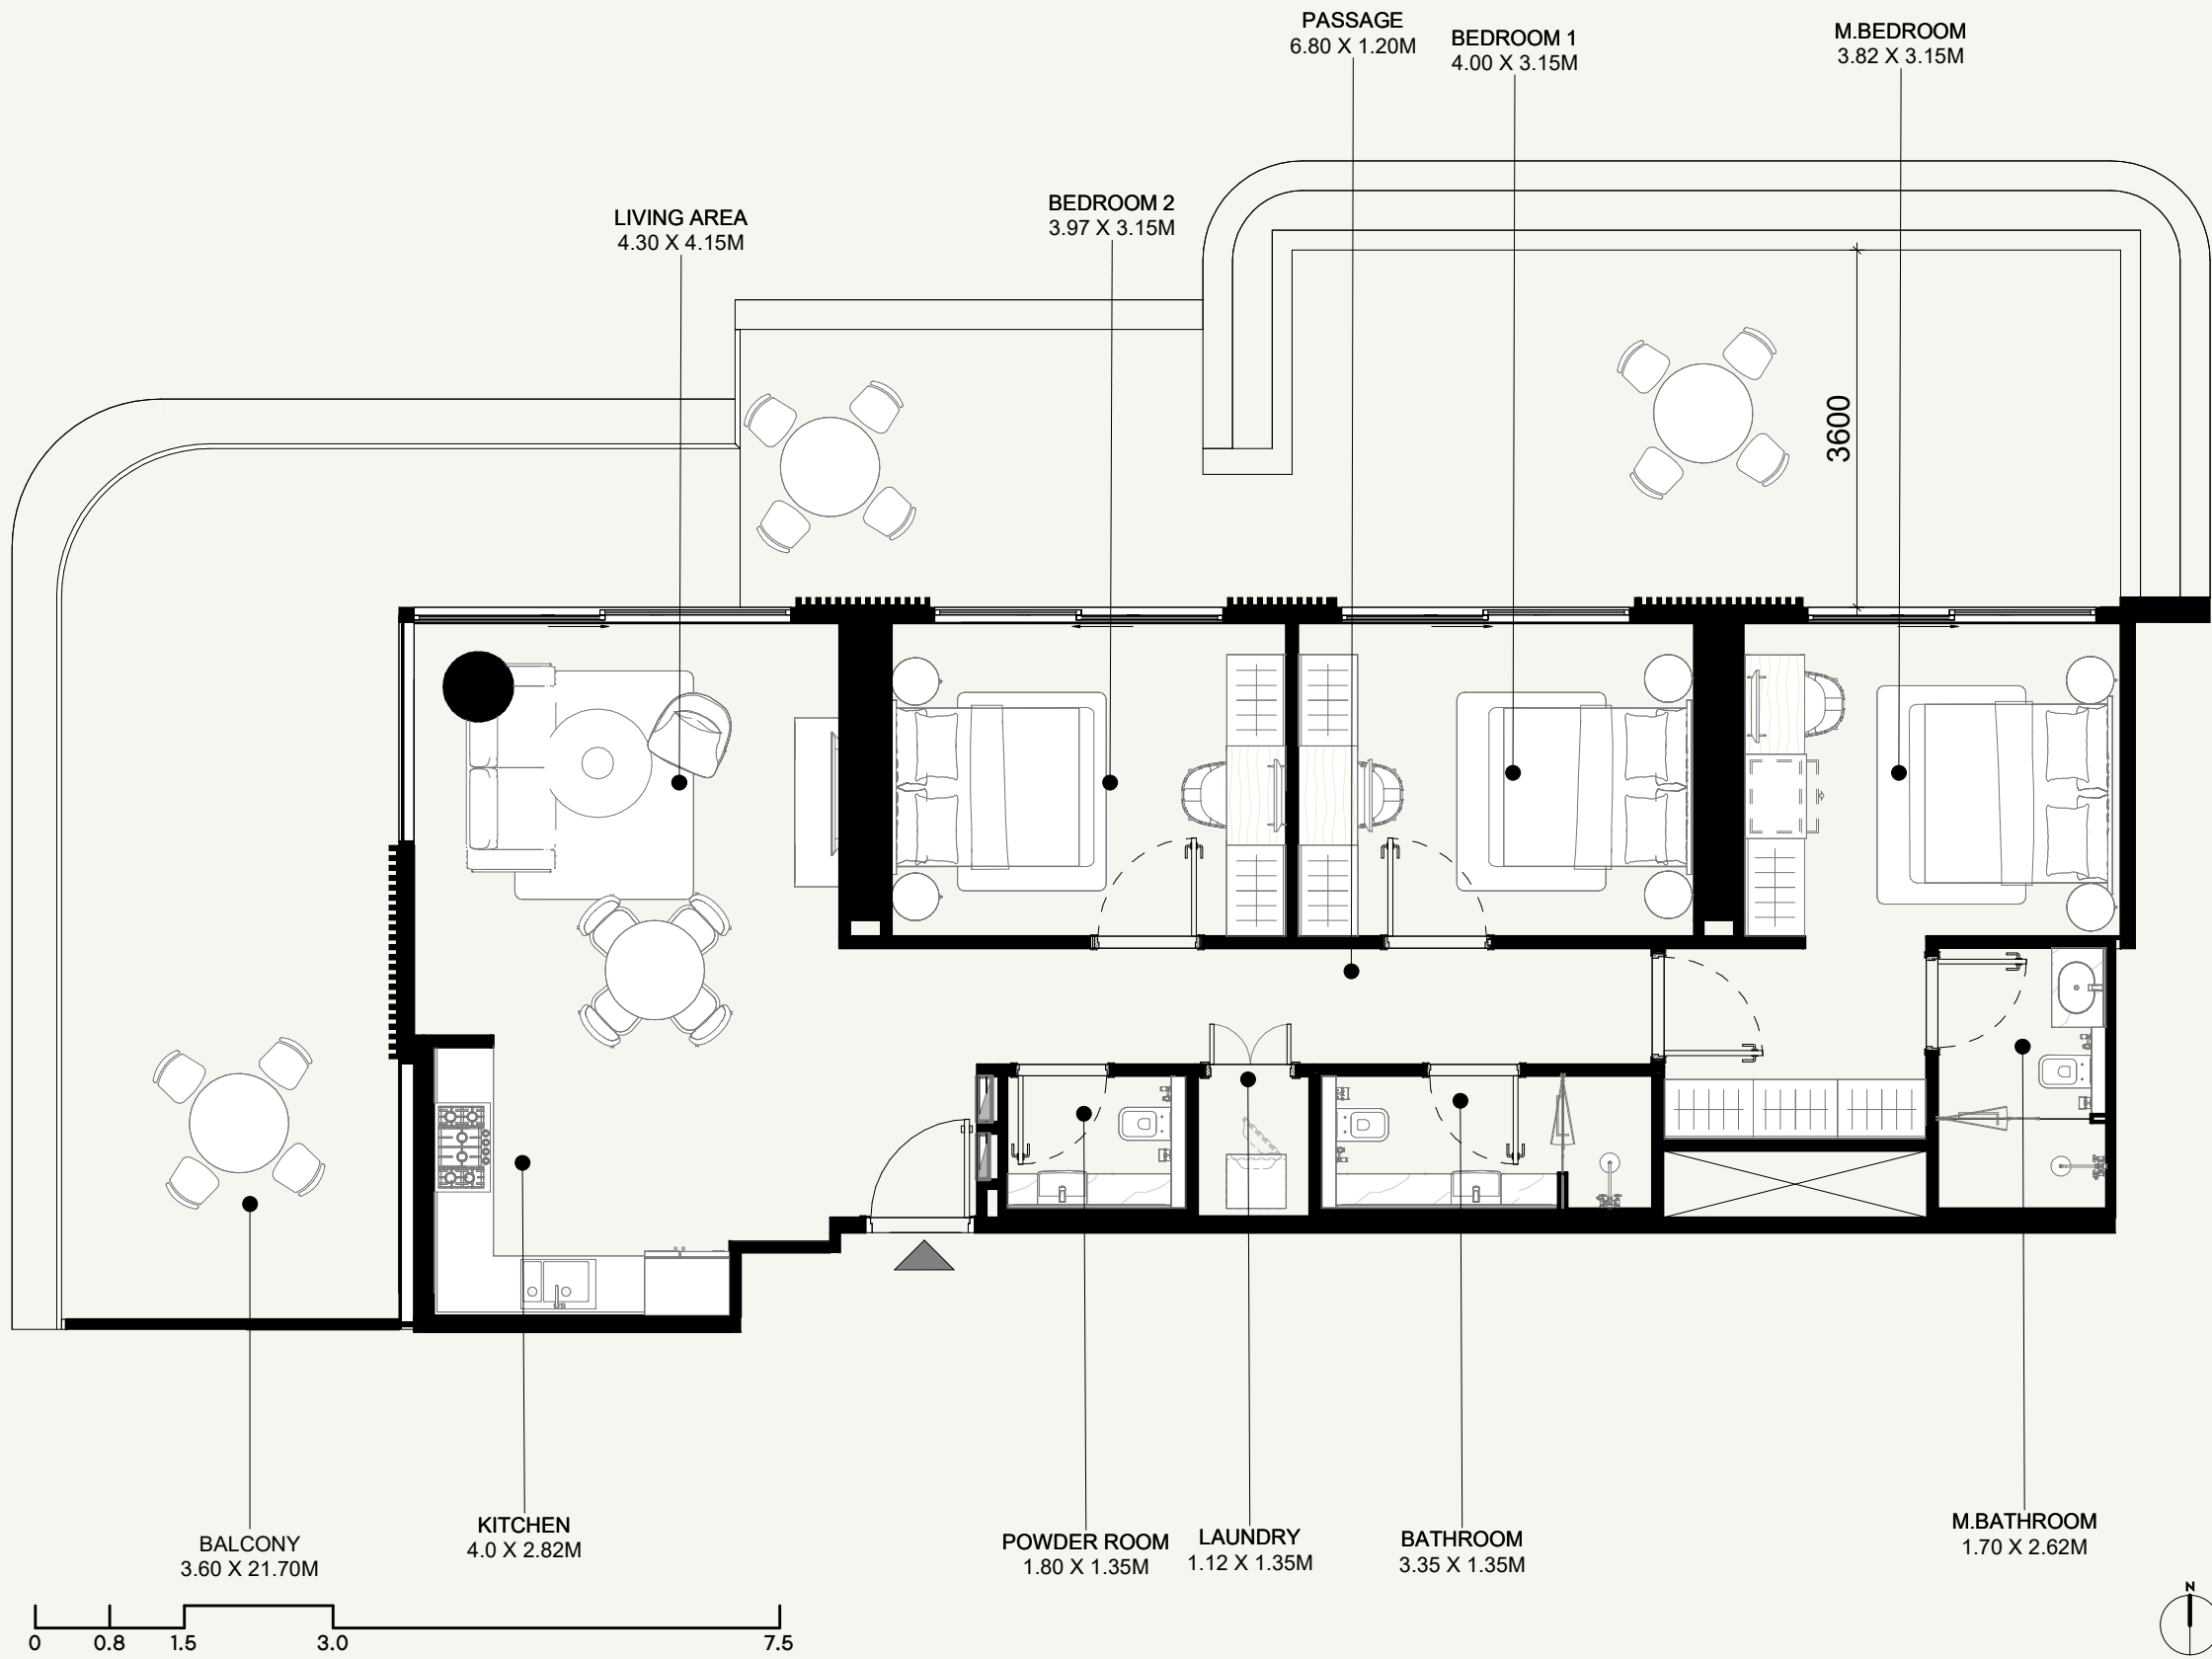 PASSAGE
6.80 X 1.20M
BEDROOM 1
4.00 X 3.15M
M.BEDROOM
3.82 X 3.15M
LIVING AREA
4.30 X 4.15M
BEDROOM 2
3.97 X 3.15M
3600
BALCONY
3.60 X 21.70M
KITCHEN
4.0 X 2.82M
POWDER ROOM
1.80 X 1.35M
LAUNDRY
1.12 X 1.35M
BATHROOM
3.35 X 1.35M
M.BATHROOM
1.70 X 2.62M
0 0.8 1.5 3.0 7.5
N